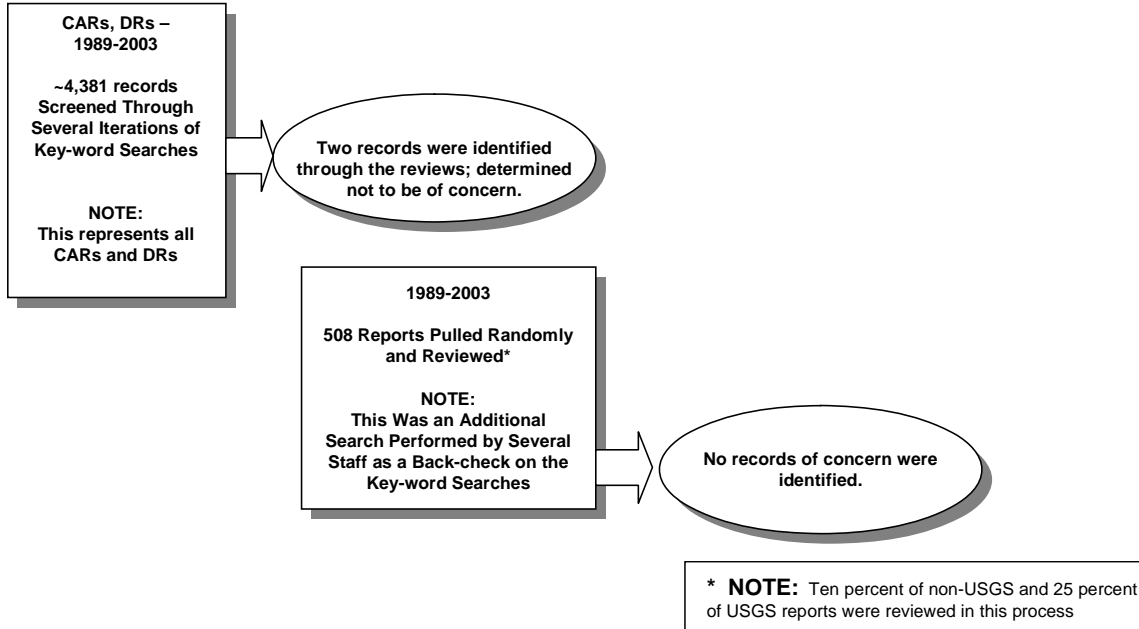 CARs, DRs –
1989-2003
~4,381 records
Screened Through
Several Iterations of
Key-word Searches
NOTE:
This represents all
CARs and DRs
Two records were identified
through the reviews; determined
not to be of concern.
1989-2003
508 Reports Pulled Randomly
and Reviewed*
NOTE:
This Was an Additional
Search Performed by Several
Staff as a Back-check on the
Key-word Searches
No records of concern were
identified.
* NOTE: Ten percent of non-USGS and 25 percent
of USGS reports were reviewed in this process